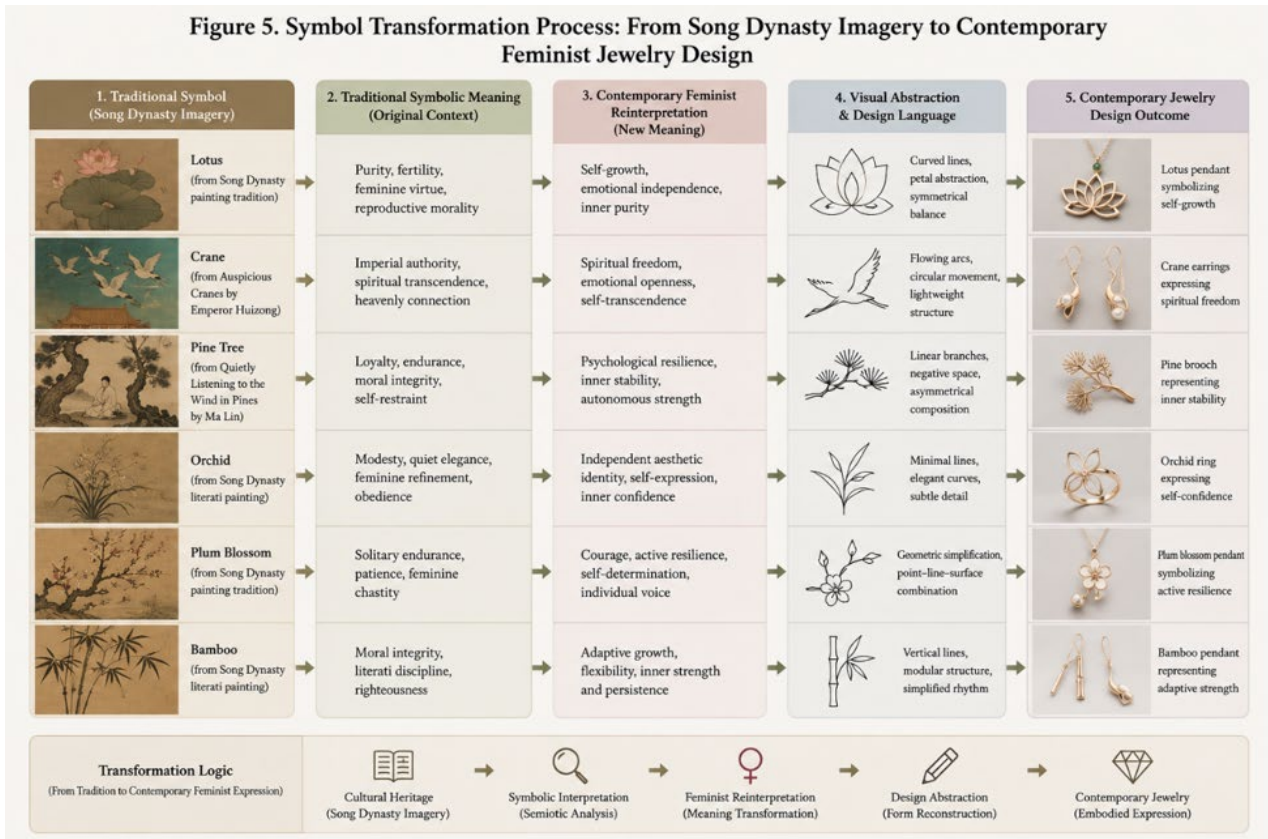 Figure 5. Symbol Transformation Process: From Song Dynasty Imagery to Contemporary
Feminist Jewelry Design
1. Traditional Symbol
(Song Dynasty Imagery)
2. Traditional Symbolic Meaning
(Original Context)
3. Contemporary Feminist
Reinterpretation
(New Meaning)
4. Visual Abstraction
& Design Language
5. Contemporary Jewelry
Design Outcome
Lotus
(from Song Dynasty
painting tradition)
Purity, fertility,
feminine virtue,
reproductive morality
Self-growth,
emotional independence,
inner purity
Curved lines,
petal abstraction,
symmetrical
balance
Lotus pendant
symbolizing
self-growth
Crane
(from Auspicious
Cranes by
Emperor Huizong)
Imperial authority,
spiritual transcendence,
heavenly connection
Spiritual freedom,
emotional openness,
self-transcendence
Flowing arcs,
circular movement,
lightweight
structure
Crane earrings
expressing
spiritual freedom
Pine Tree
(from Quietly
Listening to the
Wind in Pines
by Ma Lin)
Loyalty, endurance,
moral integrity,
self-restraint
Psychological resilience,
inner stability,
autonomous strength
Linear branches,
negative space,
asymmetrical
composition
Pine brooch
representing
inner stability
Orchid
(from Song Dynasty
literati painting)
Modesty, quiet elegance,
feminine refinement,
obedience
Independent aesthetic
identity, self-expression,
inner confidence
Minimal lines,
elegant curves,
subtle detail
Orchid ring
expressing
self-confidence
Plum Blossom
(from Song Dynasty
painting tradition)
Solitary endurance,
patience, feminine
chastity
Courage, active resilience,
self-determination,
individual voice
Geometric simplification,
point-line-surface
combination
Plum blossom pendant
symbolizing
active resilience
Bamboo
(from Song Dynasty
literati painting)
Moral integrity,
literati discipline,
righteousness
Adaptive growth,
flexibility, inner strength
and persistence
Vertical lines,
modular structure,
simplified rhythm
Bamboo pendant
representing
adaptive strength
Transformation Logic
(From Tradition to Contemporary Feminist Expression)
Cultural Heritage
(Song Dynasty Imagery)
Symbolic Interpretation
(Semiotic Analysis)
Feminist Reinterpretation
(Meaning Transformation)
Design Abstraction
(Form Reconstruction)
Contemporary Jewelry
(Embodied Expression)